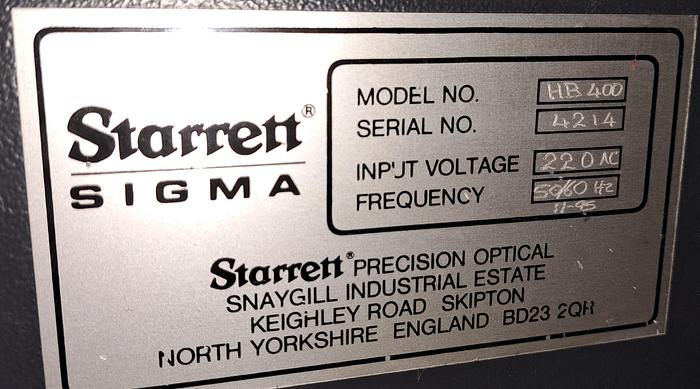 Starrett®
SIGMA
MODEL NO. HB 400
SERIAL NO. 4214
INPUT VOLTAGE 220 AC
FREQUENCY 50/60 Hz
11-95
Starrett® PRECISION OPTICAL
SNAYGILL INDUSTRIAL ESTATE
KEIGHLEY ROAD SKIPTON
NORTH YORKSHIRE ENGLAND BD23 2QR